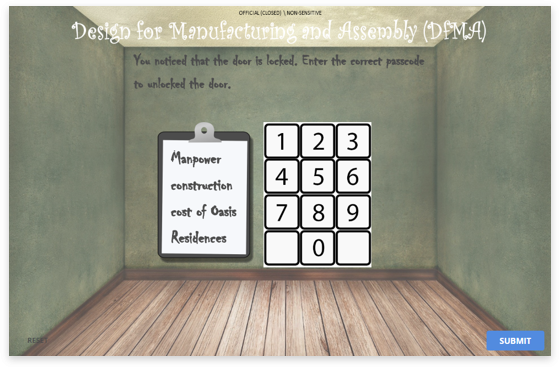 OFFICIAL (CLOSED) \ NON-SENSITIVE
Design for Manufacturing and Assembly (DfMA)
You noticed that the door is locked. Enter the correct passcode
to unlocked the door.
Manpower
construction
cost of Oasis
Residences
1 2 3
4 5 6
7 8 9
0
RESET
SUBMIT